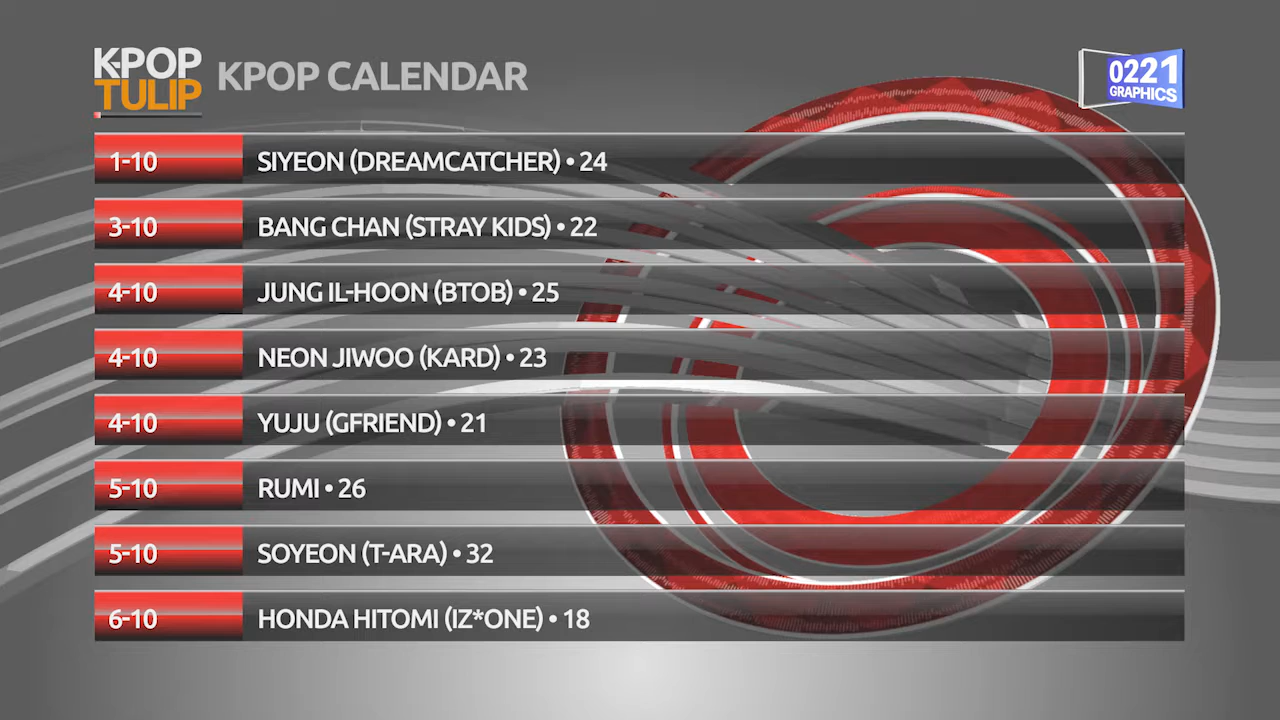 K-POP
TULIP
KPOP CALENDAR
0221
GRAPHICS
1-10 SIYEON (DREAMCATCHER) • 24
3-10 BANG CHAN (STRAY KIDS) • 22
4-10 JUNG IL-HOON (BTOB) • 25
4-10 NEON JIWOO (KARD) • 23
4-10 YUJU (GFRIEND) • 21
5-10 RUMI • 26
5-10 SOYEON (T-ARA) • 32
6-10 HONDA HITOMI (IZ*ONE) • 18